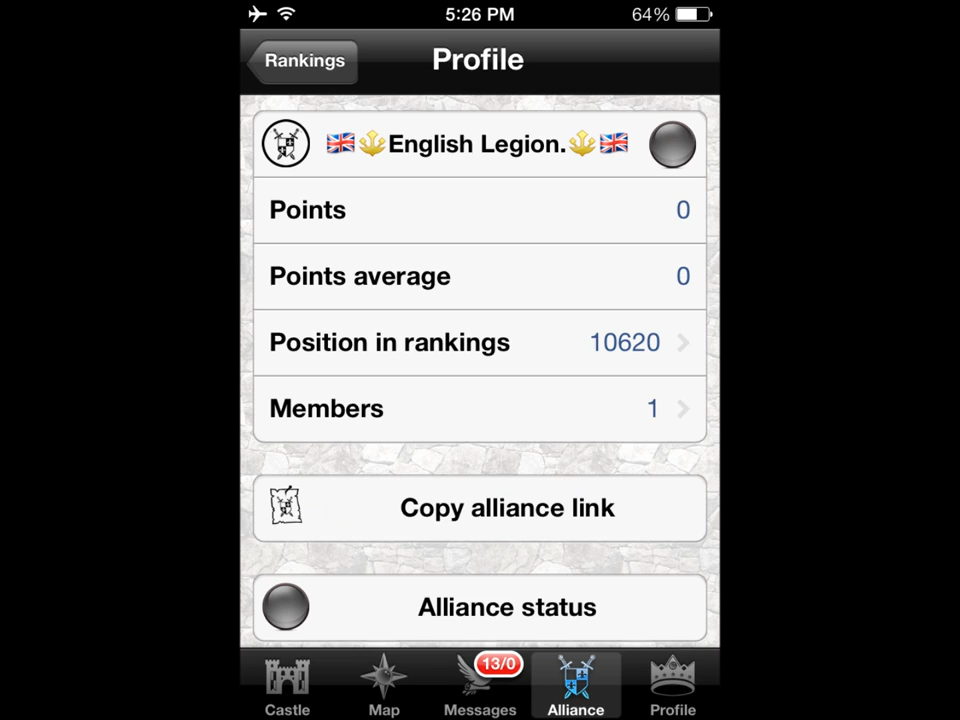 5:26 PM 64%
Rankings Profile
🇬🇧🔱English Legion.🔱🇬🇧
Points 0
Points average 0
Position in rankings 10620
Members 1
Copy alliance link
Alliance status
13/0
Castle Map Messages Alliance Profile